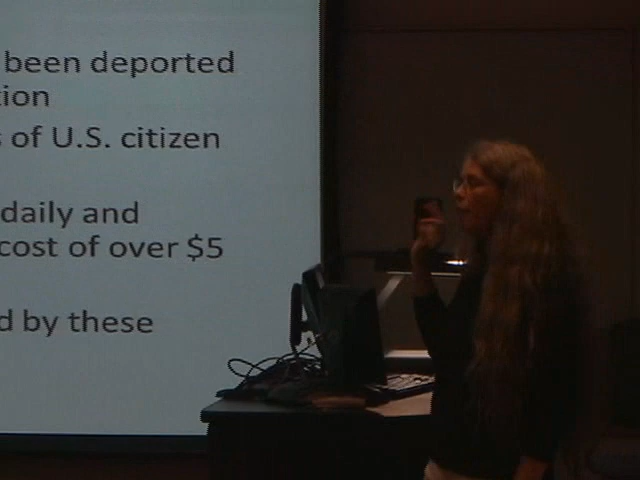 been deported
tion
s of U.S. citizen
daily and
cost of over $5
d by these